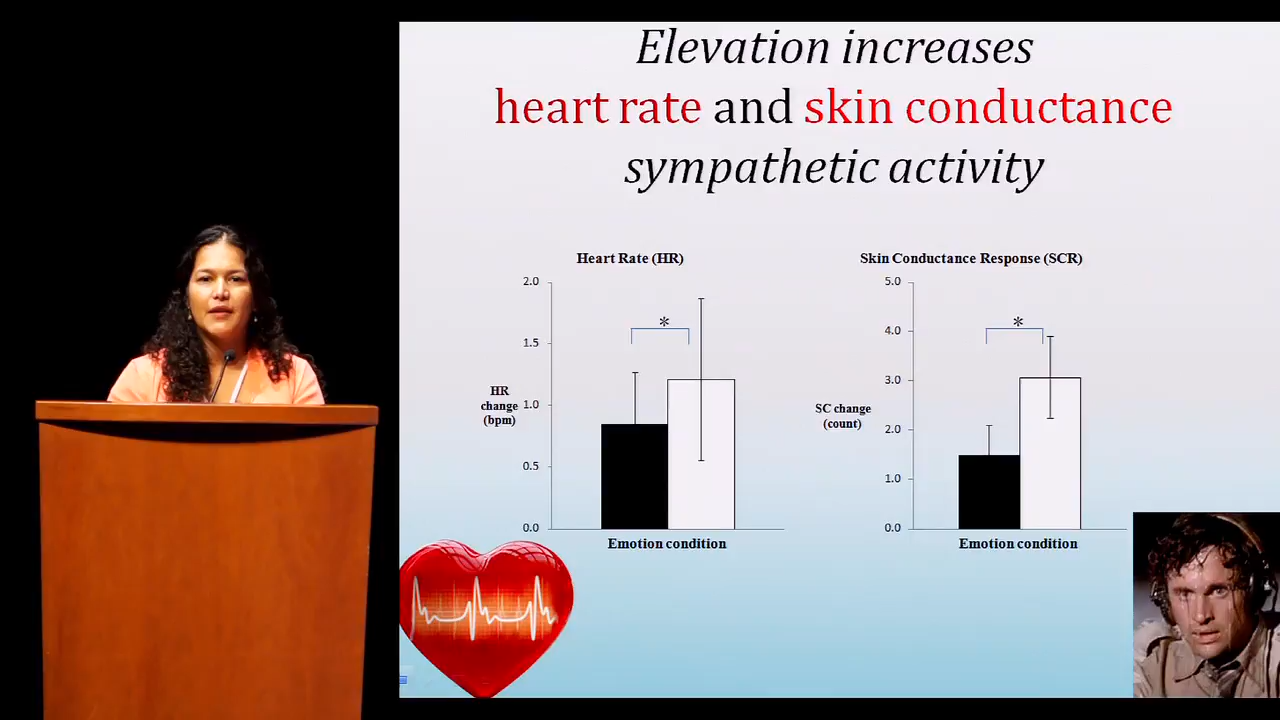 Elevation increases
heart rate and skin conductance
sympathetic activity
Heart Rate (HR)
2.0
1.5
1.0
0.5
0.0
HR
change
(bpm)
*
Emotion condition
Skin Conductance Response (SCR)
5.0
4.0
3.0
2.0
1.0
0.0
SC change
(count)
*
Emotion condition